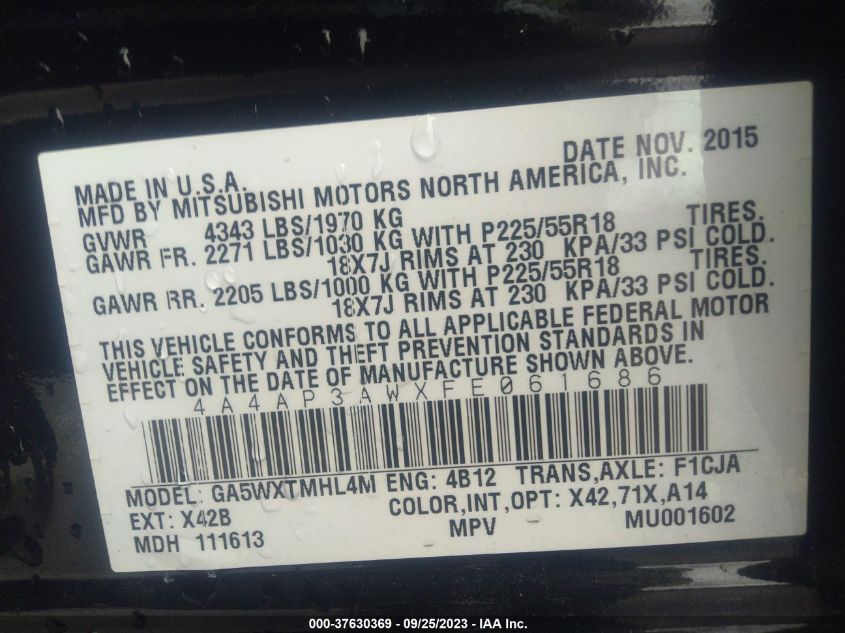 DATE NOV. 2015
MADE IN U.S.A.
MFD BY MITSUBISHI MOTORS NORTH AMERICA, INC.
GVWR 4343 LBS/1970 KG
GAWR FR. 2271 LBS/1030 KG WITH P225/55R18 TIRES.
18X7J RIMS AT 230 KPA/33 PSI COLD.
GAWR RR. 2205 LBS/1000 KG WITH P225/55R18 TIRES.
18X7J RIMS AT 230 KPA/33 PSI COLD.
THIS VEHICLE CONFORMS TO ALL APPLICABLE FEDERAL MOTOR
VEHICLE SAFETY AND THEFT PREVENTION STANDARDS IN
EFFECT ON THE DATE OF MANUFACTURE SHOWN ABOVE.
4A4AP3AWXFE061686
MODEL: GA5WXTMHL4M ENG: 4B12 TRANS,AXLE: F1CJA
EXT: X42B COLOR,INT,OPT: X42,71X,A14
MDH 111613 MPV MU001602
000-37630369 - 09/25/2023 - IAA Inc.